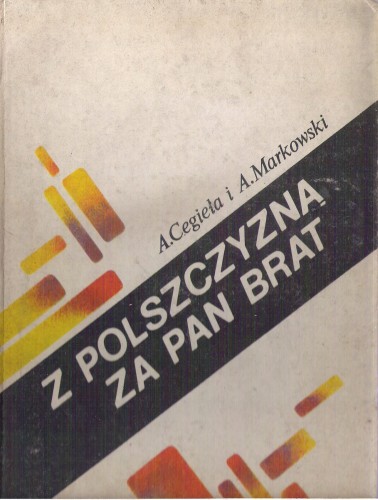 A.Cegieła i A.Markowski
Z POLSZCZYZNĄ
ZA PAN BRAT